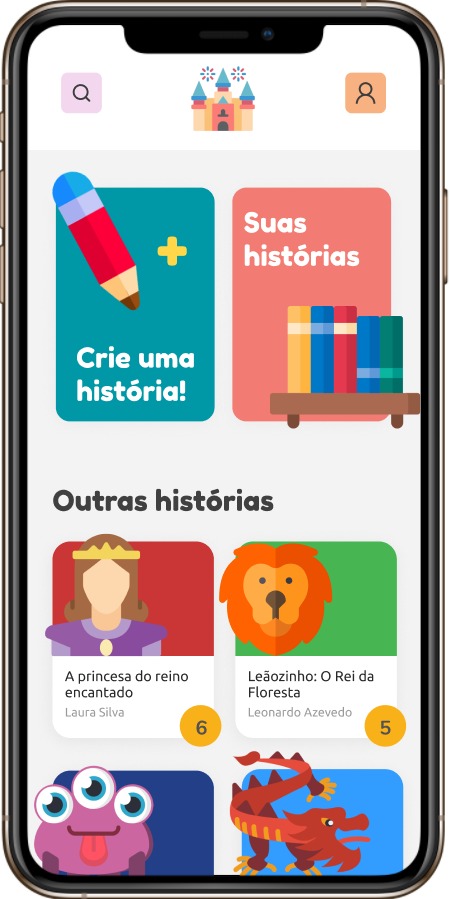 Suas
histórias
Crie uma
história!
Outras histórias
A princesa do reino
encantado
Laura Silva
6
Leãozinho: O Rei da
Floresta
Leonardo Azevedo
5